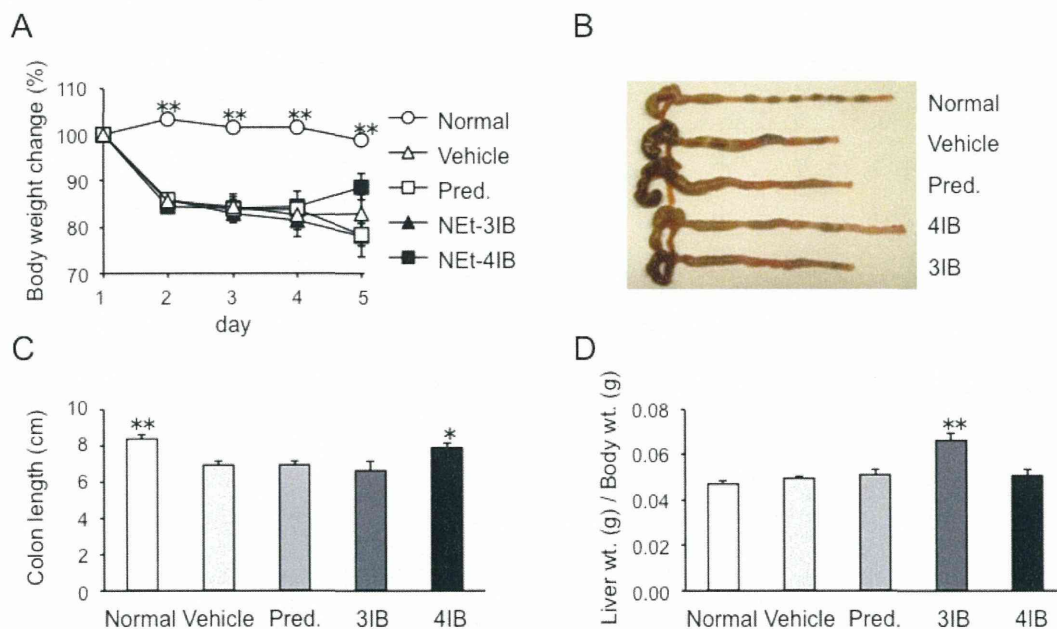 A
Body weight change (%)
110
100
90
80
70
**
**
**
**
1
2
3
4
5
day
Normal
Vehicle
Pred.
NEt-3IB
NEt-4IB
B
Normal
Vehicle
Pred.
4IB
3IB
C
Colon length (cm)
10
8
6
4
2
0
**
*
Normal Vehicle Pred. 3IB 4IB
D
Liver wt. (g) / Body wt. (g)
0.08
0.06
0.04
0.02
0.00
**
Normal Vehicle Pred. 3IB 4IB